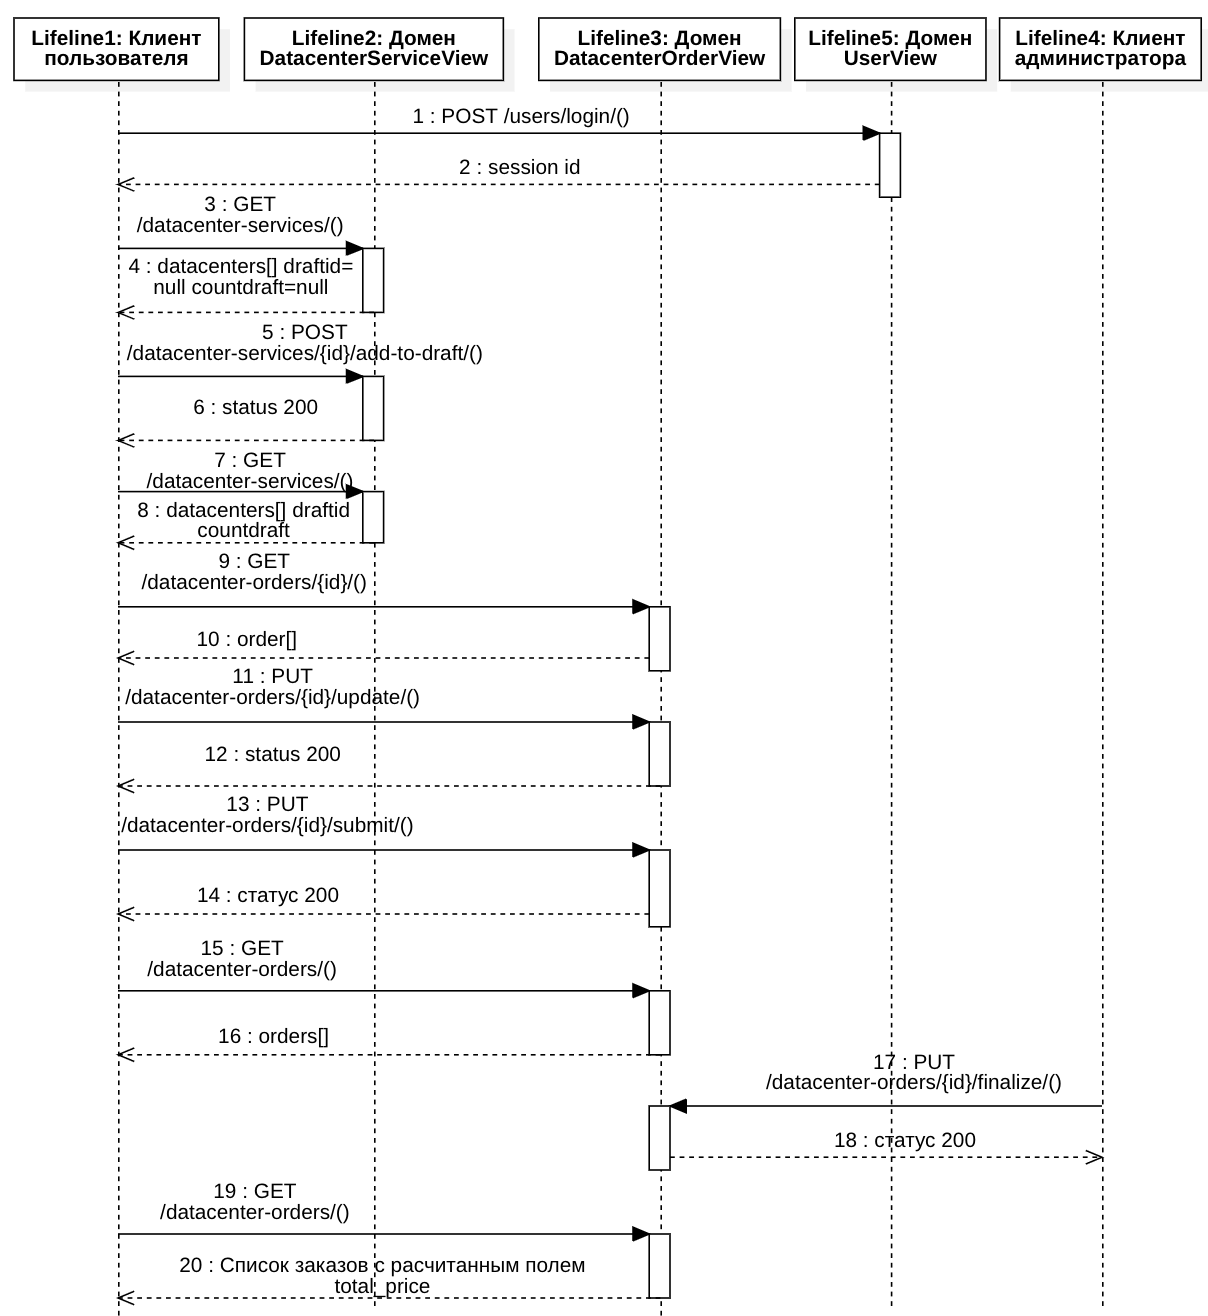 Lifeline1: Клиент
пользователя
Lifeline2: Домен
DatacenterServiceView
Lifeline3: Домен
DatacenterOrderView
Lifeline5: Домен
UserView
Lifeline4: Клиент
администратора
1 : POST /users/login/()
2 : session id
3 : GET
/datacenter-services/()
4 : datacenters[] draftid=
null countdraft=null
5 : POST
/datacenter-services/{id}/add-to-draft/()
6 : status 200
7 : GET
/datacenter-services/()
8 : datacenters[] draftid
countdraft
9 : GET
/datacenter-orders/{id}/()
10 : order[]
11 : PUT
/datacenter-orders/{id}/update/()
12 : status 200
13 : PUT
/datacenter-orders/{id}/submit/()
14 : статус 200
15 : GET
/datacenter-orders/()
16 : orders[]
17 : PUT
/datacenter-orders/{id}/finalize/()
18 : статус 200
19 : GET
/datacenter-orders/()
20 : Список заказов с расчитанным полем
total_price